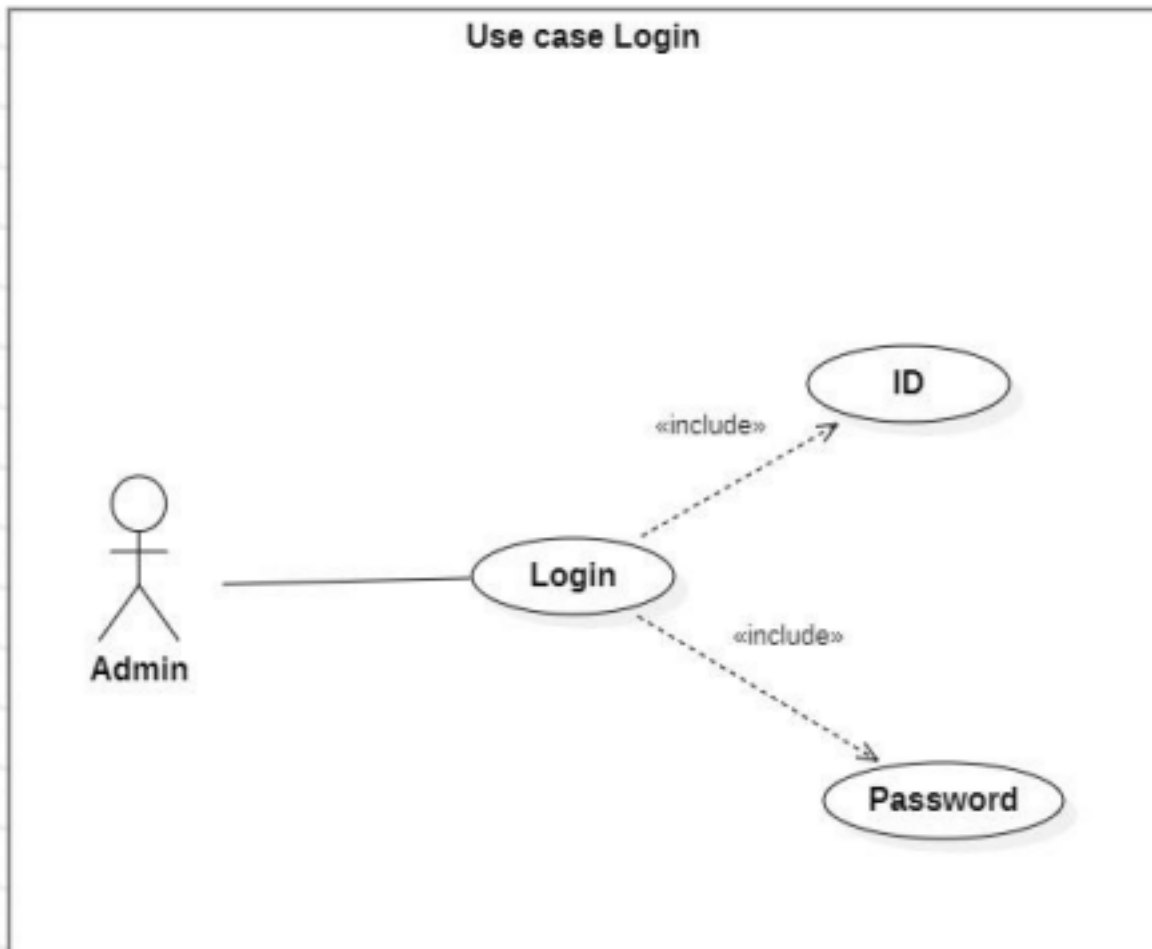 Use case Login
ID
«include»
Login
«include»
Admin
Password